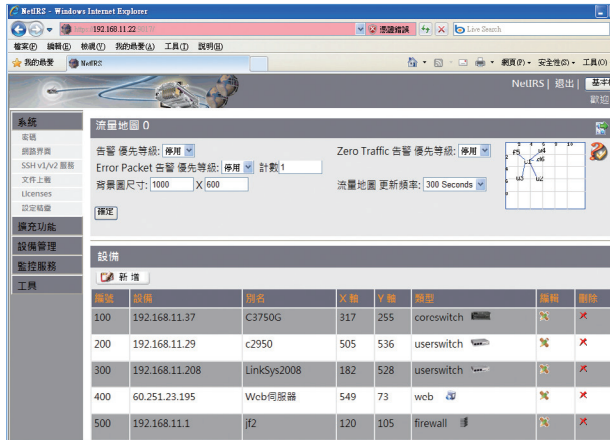 NetIRS - Windows Internet Explorer
192.168.11.22
憑證錯誤
Live Search
檔案(F) 編輯(E) 檢視(V) 我的最愛(A) 工具(T) 說明(H)
我的最愛 NetIRS
網頁(P) 安全性(S) 工具(O)
NetIRS | 退出 |
系統
密碼
網路界面
SSH v1/v2 服務
文件上載
Licenses
設定結盤
擴充功能
設備管理
監控服務
工具
流量地圖 0
告警 優先等級: 停用
Zero Traffic 告警 優先等級: 停用
Error Packet 告警 優先等級: 停用 計數 1
背景圖尺寸: 1000 X 600
流量地圖 更新頻率: 300 Seconds
確定
設備
新 增
編號 設備 別名 X 軸 Y 軸 類型 編輯 刪除
100 192.168.11.37 C3750G 317 255 coreswitch
200 192.168.11.29 c2950 505 536 userswitch
300 192.168.11.208 LinkSys2008 182 528 userswitch
400 60.251.23.195 Web伺服器 549 73 web
500 192.168.11.1 jf2 120 105 firewall